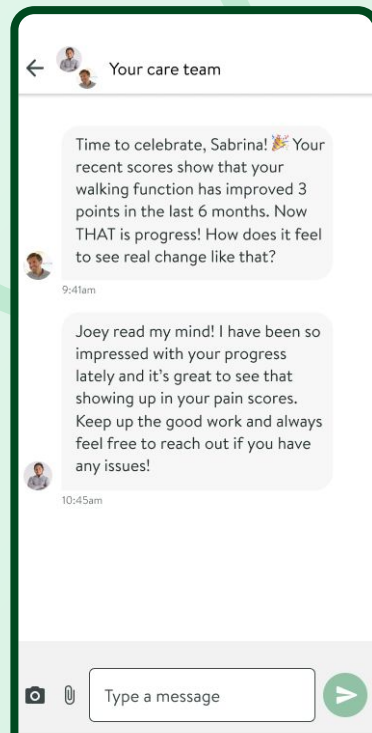 Your care team
Time to celebrate, Sabrina! 🎉 Your
recent scores show that your
walking function has improved 3
points in the last 6 months. Now
THAT is progress! How does it feel
to see real change like that?
9:41am
Joey read my mind! I have been so
impressed with your progress
lately and it’s great to see that
showing up in your pain scores.
Keep up the good work and always
feel free to reach out if you have
any issues!
10:45am
Type a message